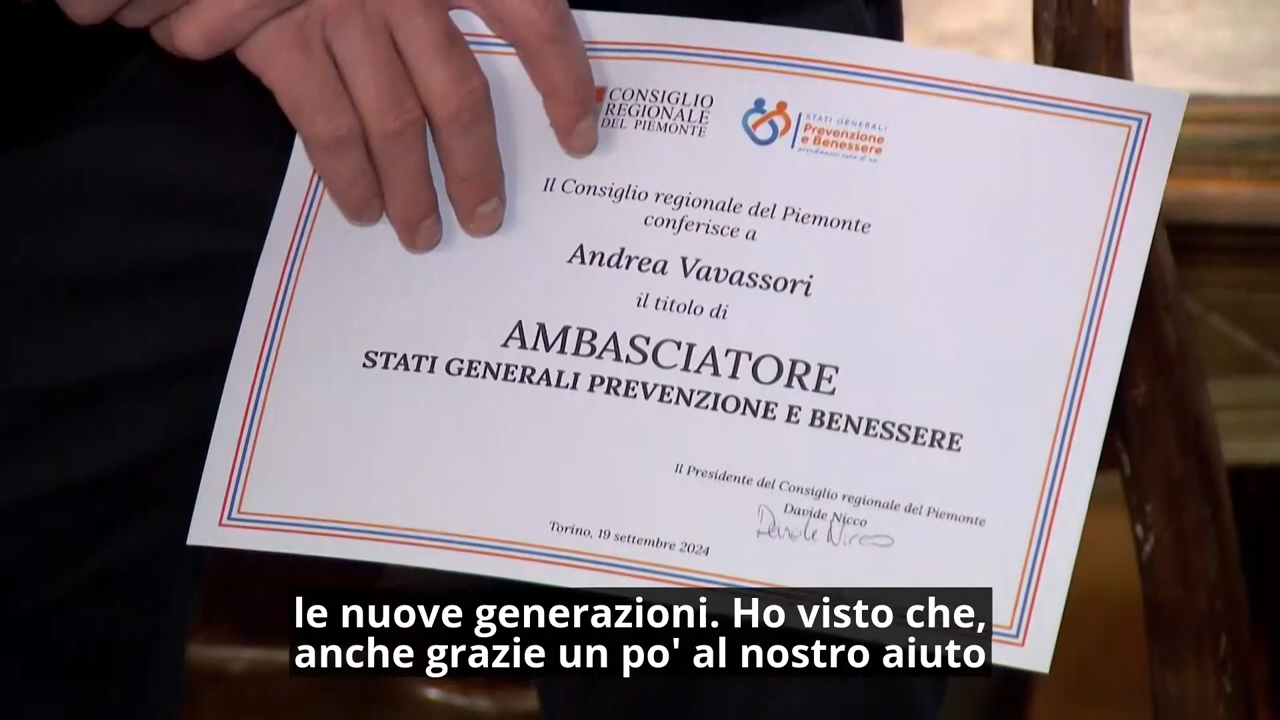 CONSIGLIO
REGIONALE
DEL PIEMONTE
STATI GENERALI
Prevenzione
e Benessere
Il Consiglio regionale del Piemonte
conferisce a
Andrea Vavassori
il titolo di
AMBASCIATORE
STATI GENERALI PREVENZIONE E BENESSERE
Il Presidente del Consiglio regionale del Piemonte
Davide Nicco
Davide Nicco
Torino, 19 settembre 2024
le nuove generazioni. Ho visto che,
anche grazie un po' al nostro aiuto